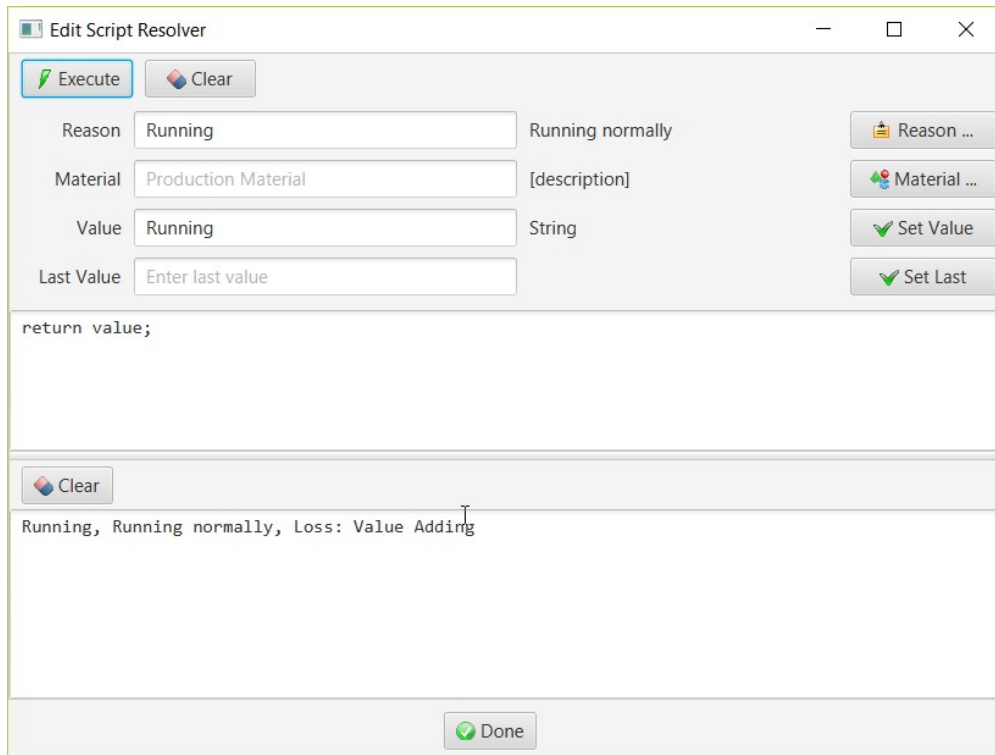 Edit Script Resolver
Execute Clear
Reason Running Running normally Reason ...
Material Production Material [description] Material ...
Value Running String Set Value
Last Value Enter last value Set Last
return value;
Clear
Running, Running normally, Loss: Value Adding
Done